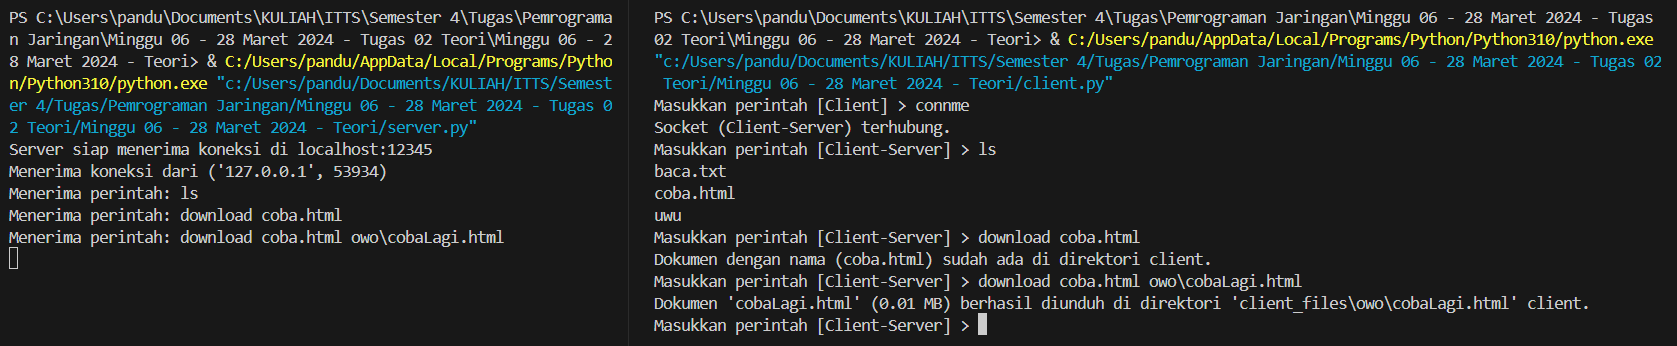 PS C:\Users\pandu\Documents\KULIAH\ITTS\Semester 4\Tugas\Pemrograma
n Jaringan\Minggu 06 - 28 Maret 2024 - Tugas 02 Teori\Minggu 06 - 2
8 Maret 2024 - Teori> & C:/Users/pandu/AppData/Local/Programs/Pytho
n/Python310/python.exe "c:/Users/pandu/Documents/KULIAH/ITTS/Semest
er 4/Tugas/Pemrograman Jaringan/Minggu 06 - 28 Maret 2024 - Tugas 0
2 Teori/Minggu 06 - 28 Maret 2024 - Teori/server.py"
Server siap menerima koneksi di localhost:12345
Menerima koneksi dari ('127.0.0.1', 53934)
Menerima perintah: ls
Menerima perintah: download coba.html
Menerima perintah: download coba.html owo\cobaLagi.html
PS C:\Users\pandu\Documents\KULIAH\ITTS\Semester 4\Tugas\Pemrograman Jaringan\Minggu 06 - 28 Maret 2024 - Tugas
02 Teori\Minggu 06 - 28 Maret 2024 - Teori> & C:/Users/pandu/AppData/Local/Programs/Python/Python310/python.exe
"c:/Users/pandu/Documents/KULIAH/ITTS/Semester 4/Tugas/Pemrograman Jaringan/Minggu 06 - 28 Maret 2024 - Tugas 02
Teori/Minggu 06 - 28 Maret 2024 - Teori/client.py"
Masukkan perintah [Client] > connme
Socket (Client-Server) terhubung.
Masukkan perintah [Client-Server] > ls
baca.txt
coba.html
uwu
Masukkan perintah [Client-Server] > download coba.html
Dokumen dengan nama (coba.html) sudah ada di direktori client.
Masukkan perintah [Client-Server] > download coba.html owo\cobaLagi.html
Dokumen 'cobaLagi.html' (0.01 MB) berhasil diunduh di direktori 'client_files\owo\cobaLagi.html' client.
Masukkan perintah [Client-Server] >